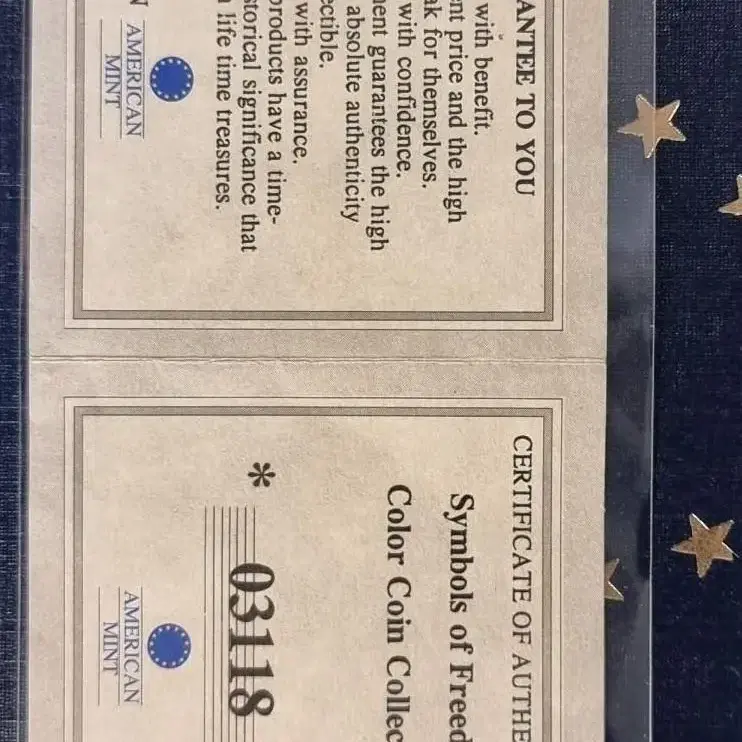 ANTEE TO YOU
with benefit.
nt price and the high
k for themselves.
with confidence.
ent guarantees the high
absolute authenticity
ectible.
with assurance.
products have a time-
storical significance that
life time treasures.
AMERICAN
MINT
CERTIFICATE OF AUTHE
Symbols of Freed
Color Coin Collec
* 03118
AMERICAN
MINT